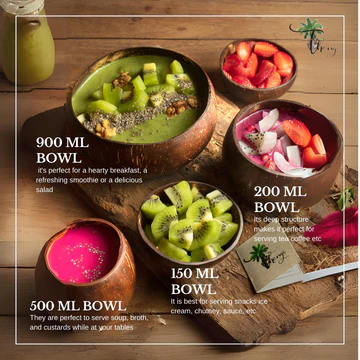 900 ML
BOWL
it's perfect for a hearty breakfast, a
refreshing smoothie or a delicious
salad
200 ML
BOWL
Its deep structure
makes it perfect for
serving tea coffee etc
150 ML
BOWL
It is best for serving snacks ice
cream, chutney, sauce, etc.
500 ML BOWL
They are perfect to serve soup, broth,
and custards while at your tables